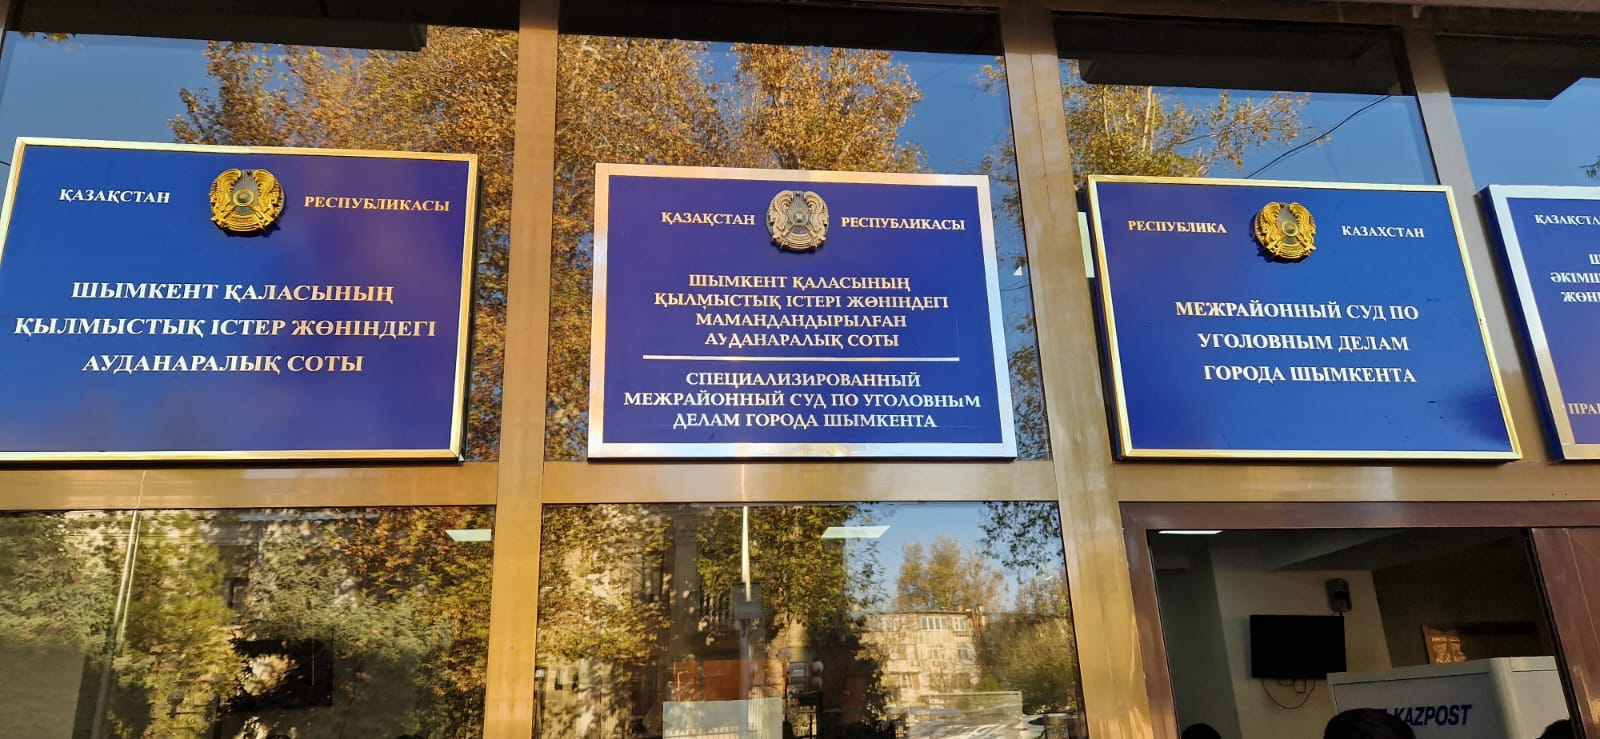 ҚАЗАҚСТАН РЕСПУБЛИКАСЫ
ШЫМКЕНТ ҚАЛАСЫНЫҢ
ҚЫЛМЫСТЫҚ ІСТЕР ЖӨНІНДЕГІ
АУДАНАРАЛЫҚ СОТЫ
ҚАЗАҚСТАН РЕСПУБЛИКАСЫ
ШЫМКЕНТ ҚАЛАСЫНЫҢ
ҚЫЛМЫСТЫҚ ІСТЕРІ ЖӨНІНДЕГІ
МАМАНДАНДЫРЫЛҒАН
АУДАНАРАЛЫҚ СОТЫ
СПЕЦИАЛИЗИРОВАННЫЙ
МЕЖРАЙОННЫЙ СУД ПО УГОЛОВНЫМ
ДЕЛАМ ГОРОДА ШЫМКЕНТА
РЕСПУБЛИКА КАЗАХСТАН
МЕЖРАЙОННЫЙ СУД ПО
УГОЛОВНЫМ ДЕЛАМ
ГОРОДА ШЫМКЕНТА
KAZPOST